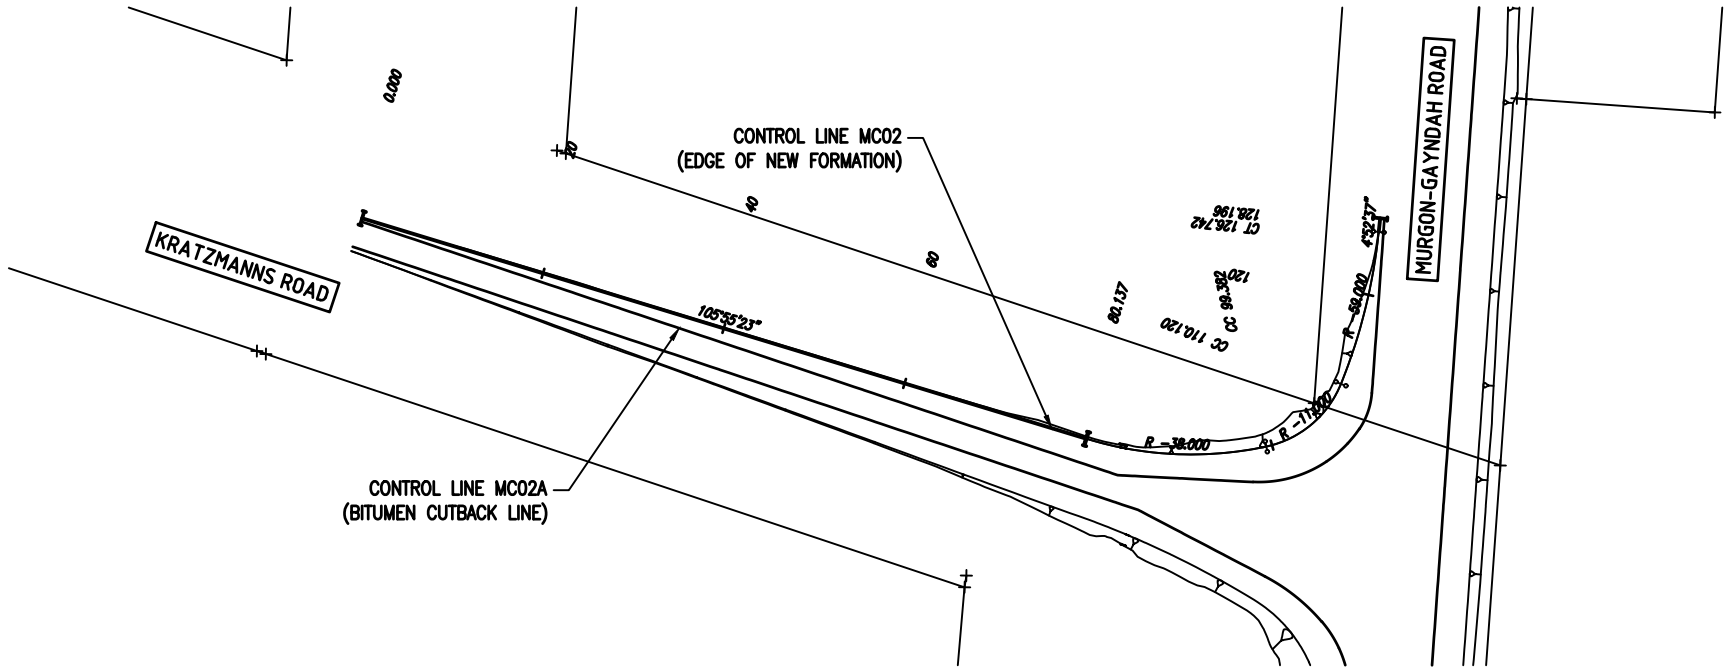 0.000
20
40
60
80.137
CONTROL LINE MC02
(EDGE OF NEW FORMATION)
KRATZMANNS ROAD
105°55'23"
CONTROL LINE MC02A
(BITUMEN CUTBACK LINE)
MURGON-GAYNDAH ROAD
4°52'37"
128.196
CT 126.742
120
CC 99.382
CC 110.120
R -59.000
R -11.000
R -38.000